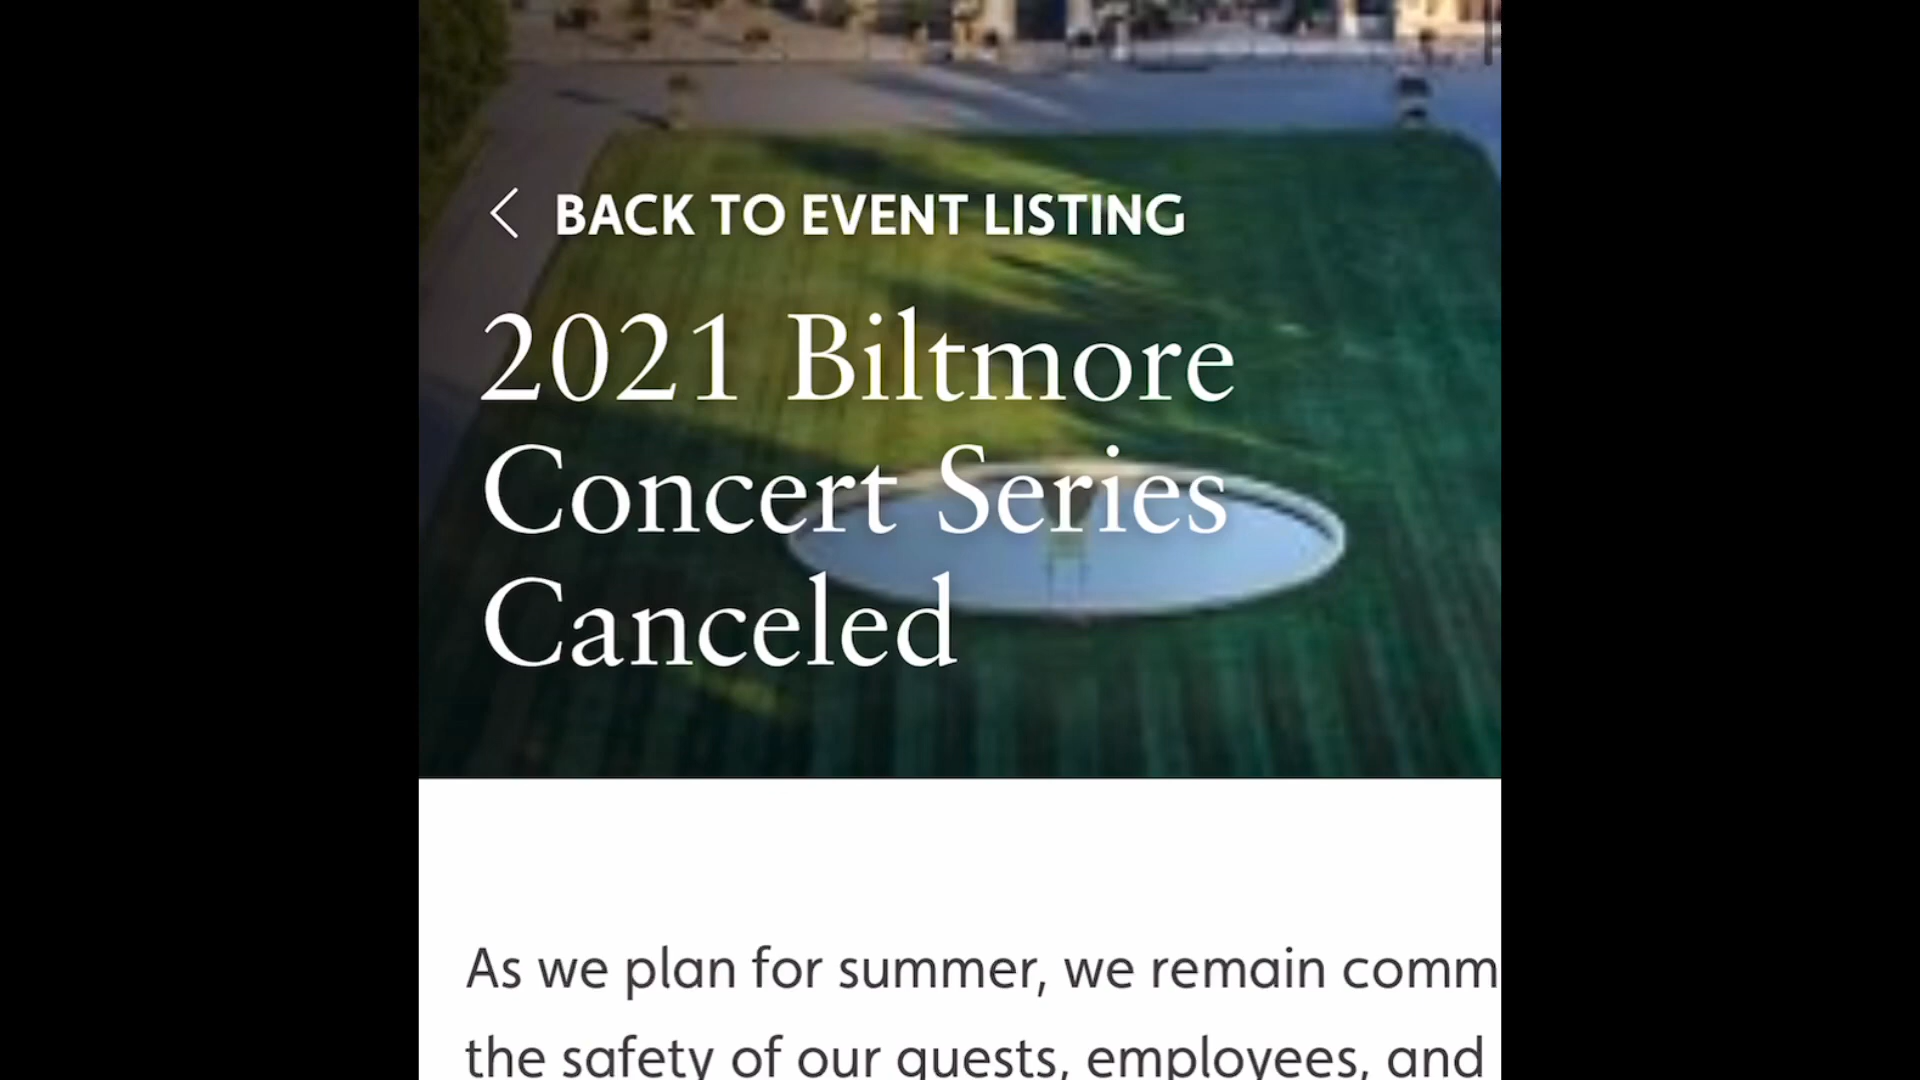 BACK TO EVENT LISTING
2021 Biltmore
Concert Series
Canceled
As we plan for summer, we remain comm
the safety of our guests, employees, and